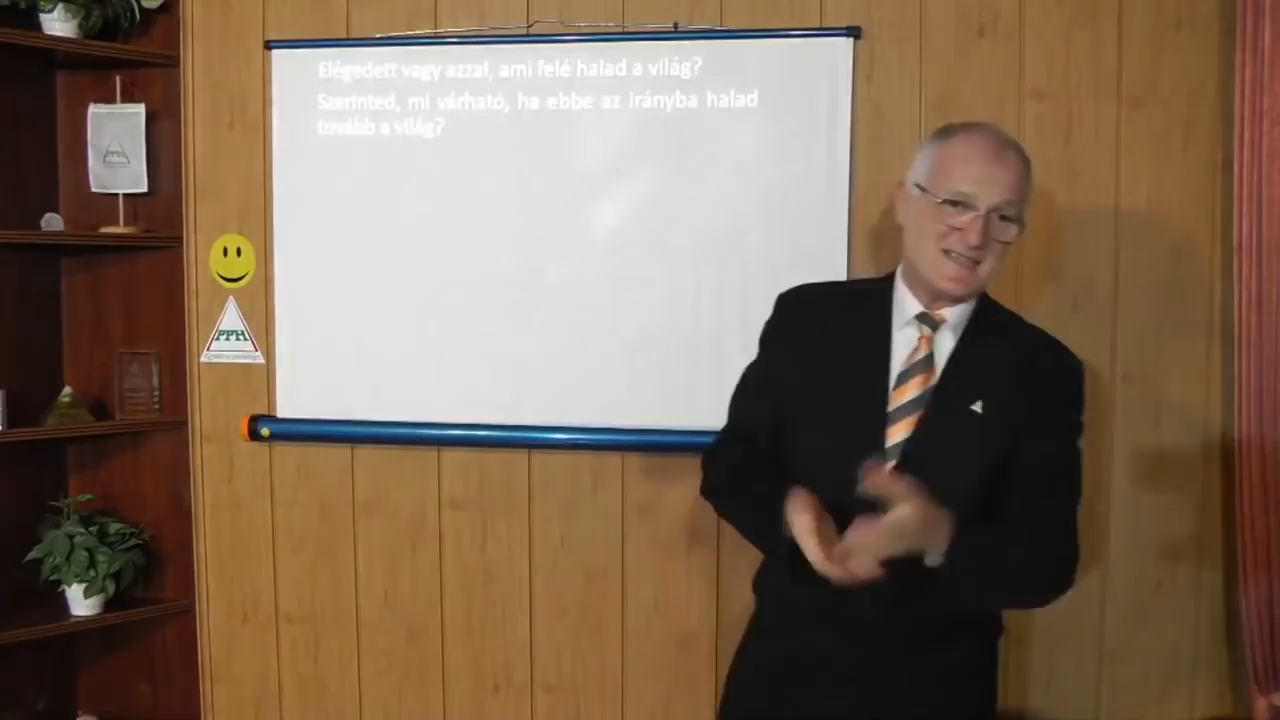 Elégedett vagy azzal, ami felé halad a világ?
Szerinted, mi várható, ha ebbe az irányba halad
tovább a világ?
PPH